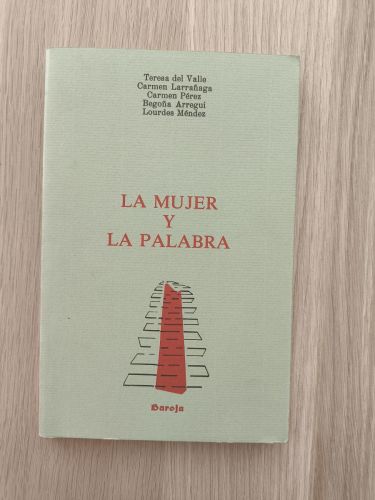 Teresa del Valle
Carmen Larrañaga
Carmen Pérez
Begoña Arregui
Lourdes Méndez
LA MUJER
Y
LA PALABRA
Baroja